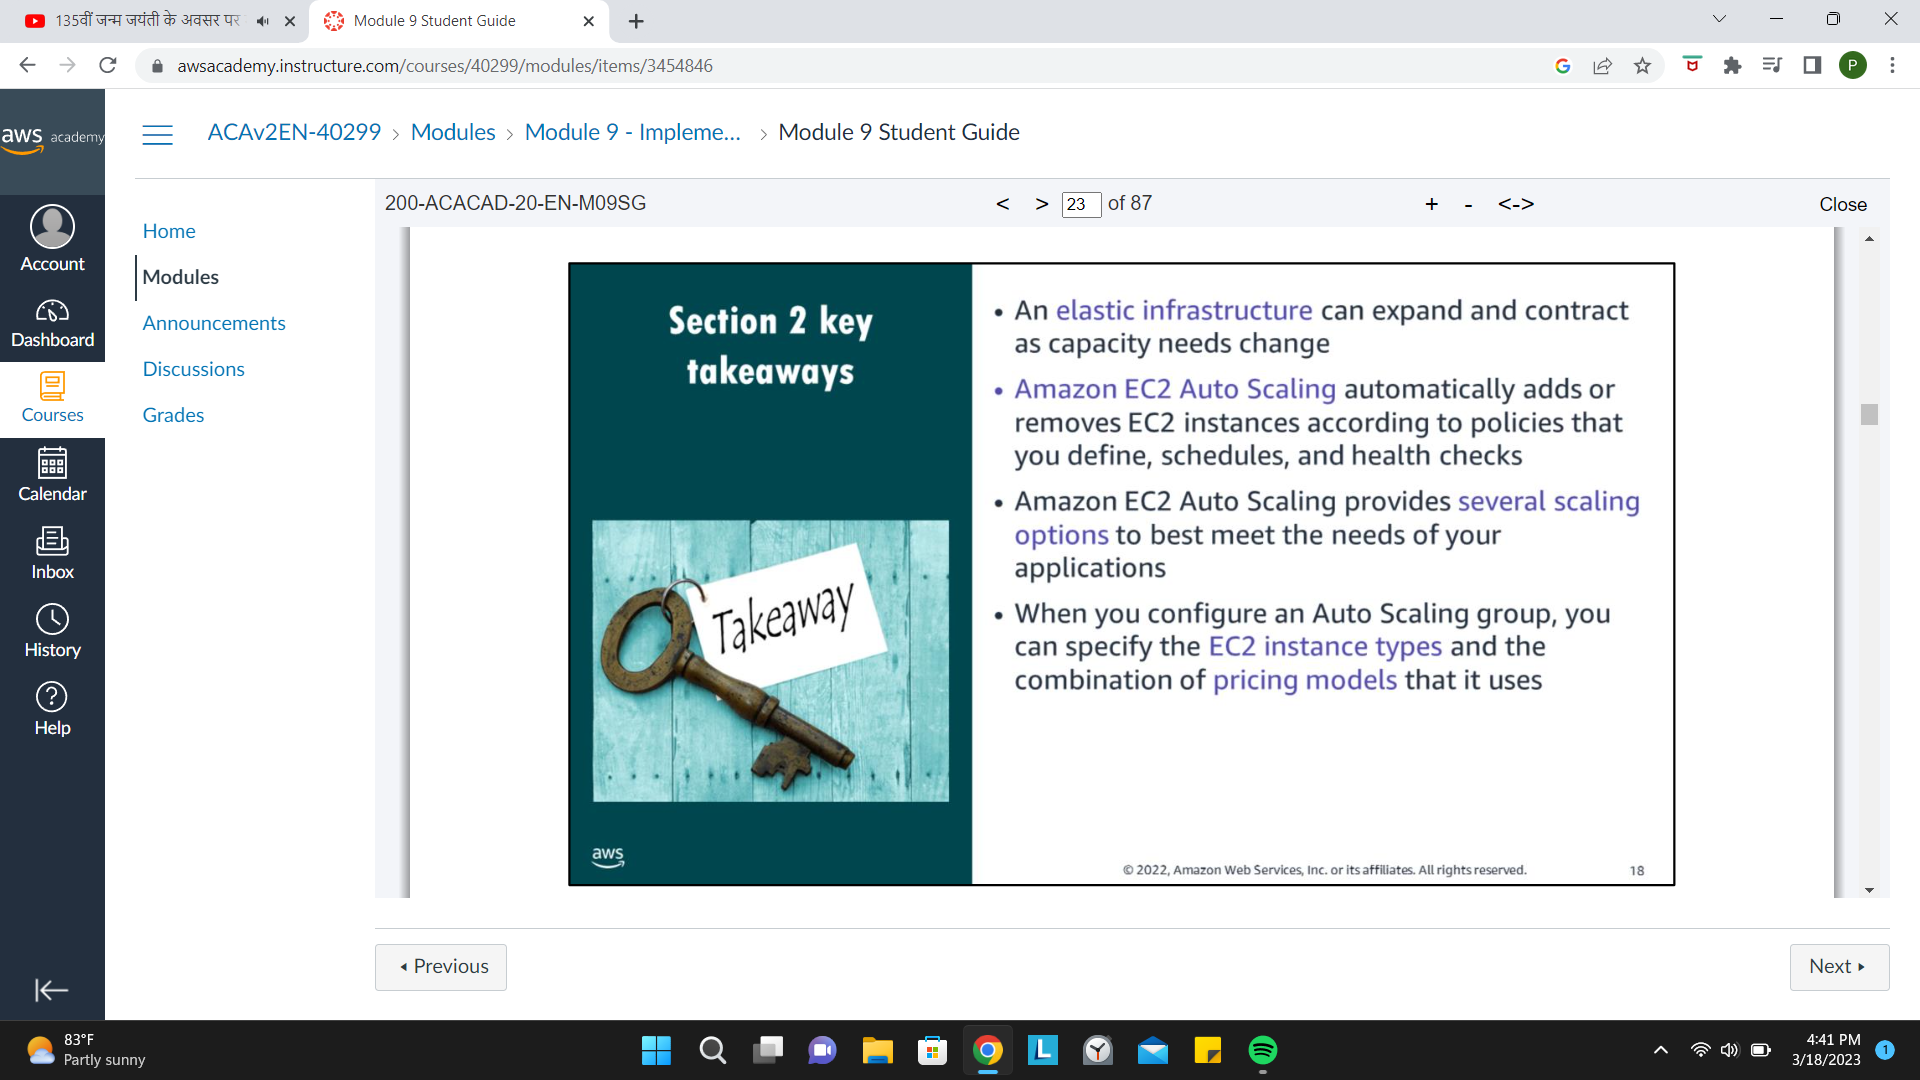 135वीं जन्म जयंती के अवसर पर
Module 9 Student Guide
awsacademy.instructure.com/courses/40299/modules/items/3454846
P
aws academy
ACAv2EN-40299 > Modules > Module 9 - Impleme... > Module 9 Student Guide
Account
Dashboard
Courses
Calendar
Inbox
History
Help
Home
Modules
Announcements
Discussions
Grades
200-ACACAD-20-EN-M09SG
< > 23 of 87
+ - <->
Close
Section 2 key
takeaways
Takeaway
aws
• An elastic infrastructure can expand and contract
as capacity needs change
• Amazon EC2 Auto Scaling automatically adds or
removes EC2 instances according to policies that
you define, schedules, and health checks
• Amazon EC2 Auto Scaling provides several scaling
options to best meet the needs of your
applications
• When you configure an Auto Scaling group, you
can specify the EC2 instance types and the
combination of pricing models that it uses
© 2022, Amazon Web Services, Inc. or its affiliates. All rights reserved.
18
Previous
Next
83°F
Partly sunny
L
4:41 PM
3/18/2023
1